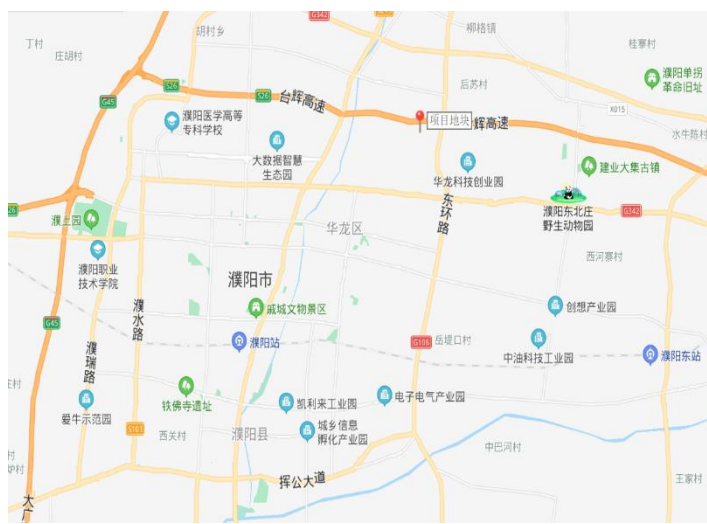 G342
丁村
胡村乡
柳格镇
桂寨村
庄胡村
濮阳单拐
革命旧址
S26
S26
后苏村
G45
台辉高速
X015
项目地块
辉高速
濮阳医学高等
专科学校
水牛陈村
大数据智慧
生态园
华龙科技创业园
建业大集古镇
东环路
26
G342
濮上园
华龙区
濮阳东北庄
野生动物园
濮阳职业
技术学院
西河寨村
濮阳市
濮水路
戚城文物景区
创想产业园
G45
濮阳站
G106
岳堤口村
濮瑞路
中油科技工业园
濮阳东站
庄村
铁佛寺遗址
凯利来工业园
电子电气产业园
爱牛示范园
S101
西关村
濮阳县
城乡信息
孵化产业园
中巴河村
挥公大道
王家村
大广